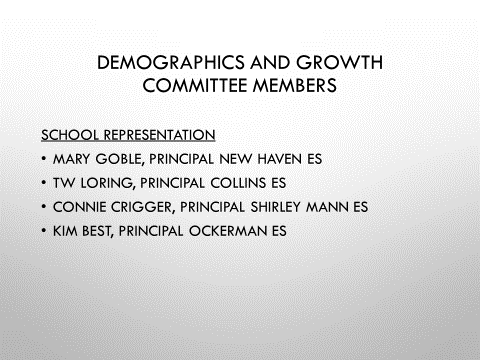 DEMOGRAPHICS AND GROWTH
COMMITTEE MEMBERS
SCHOOL REPRESENTATION
• MARY GOBLE, PRINCIPAL NEW HAVEN ES
• TW LORING, PRINCIPAL COLLINS ES
• CONNIE CRIGGER, PRINCIPAL SHIRLEY MANN ES
• KIM BEST, PRINCIPAL OCKERMAN ES